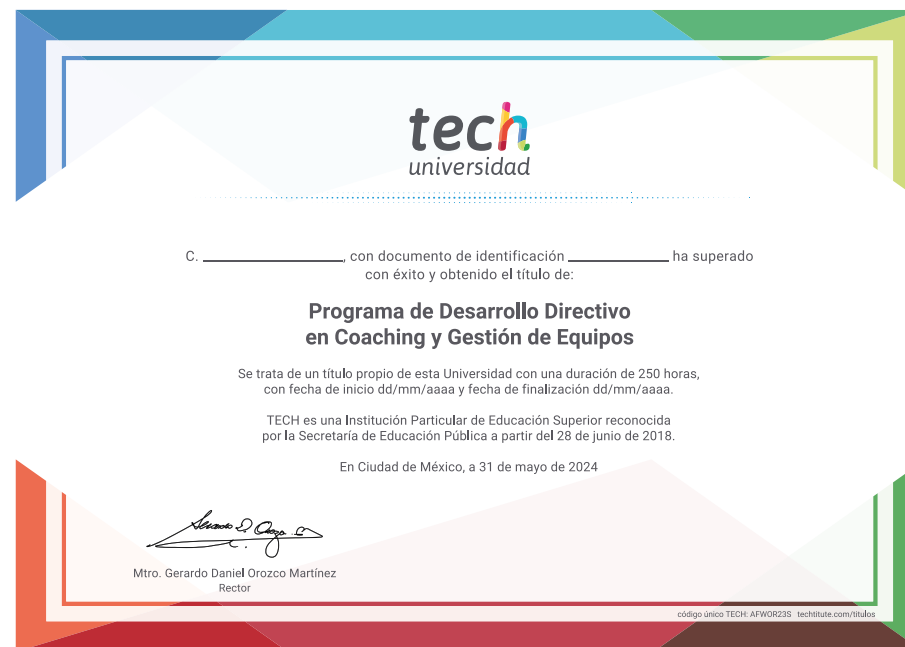 tech
universidad
C. ____________, con documento de identificación ____________ ha superado
con éxito y obtenido el título de:
Programa de Desarrollo Directivo
en Coaching y Gestión de Equipos
Se trata de un título propio de esta Universidad con una duración de 250 horas,
con fecha de inicio dd/mm/aaaa y fecha de finalización dd/mm/aaaa.
TECH es una Institución Particular de Educación Superior reconocida
por la Secretaría de Educación Pública a partir del 28 de junio de 2018.
En Ciudad de México, a 31 de mayo de 2024
Mtro. Gerardo Daniel Orozco Martínez
Rector
código único TECH: AFWOR23S techtitute.com/titulos